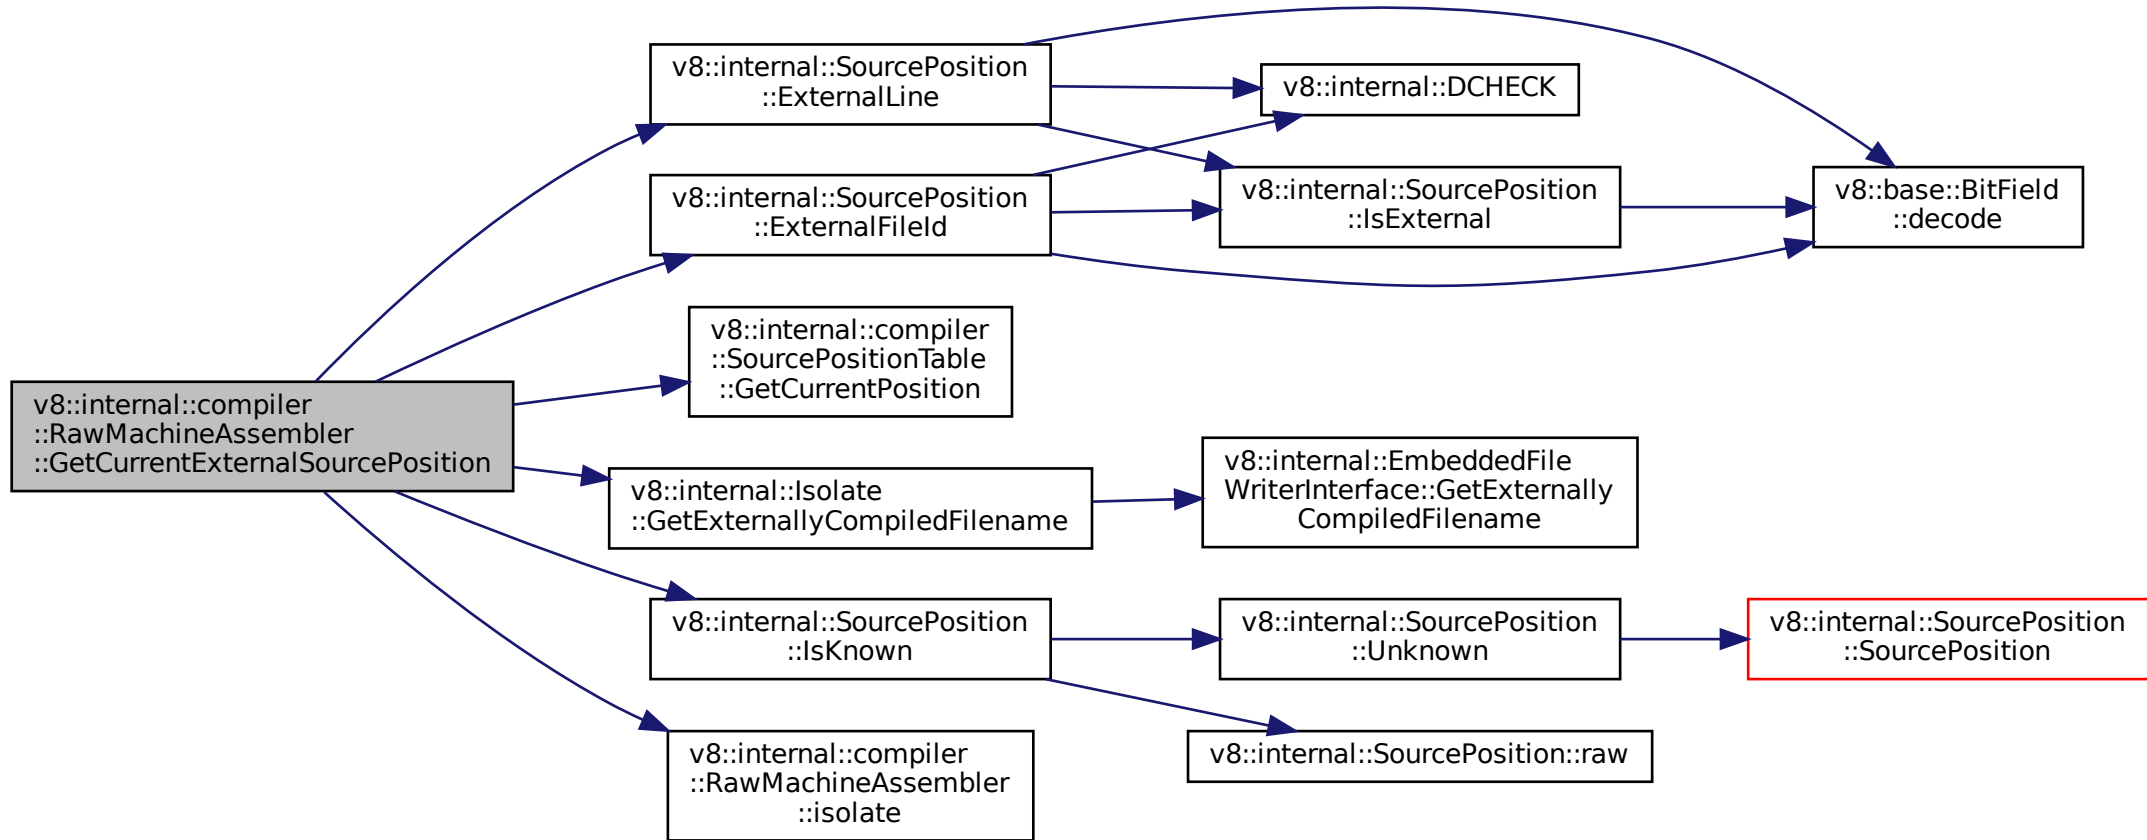 v8::internal::SourcePosition
::ExternalLine
v8::internal::DCHECK
v8::internal::SourcePosition
::ExternalFileId
v8::internal::SourcePosition
::IsExternal
v8::base::BitField
::decode
v8::internal::compiler
::SourcePositionTable
::GetCurrentPosition
v8::internal::compiler
::RawMachineAssembler
::GetCurrentExternalSourcePosition
v8::internal::Isolate
::GetExternallyCompiledFilename
v8::internal::EmbeddedFile
WriterInterface::GetExternally
CompiledFilename
v8::internal::SourcePosition
::IsKnown
v8::internal::SourcePosition
::Unknown
v8::internal::SourcePosition
::SourcePosition
v8::internal::compiler
::RawMachineAssembler
::isolate
v8::internal::SourcePosition::raw